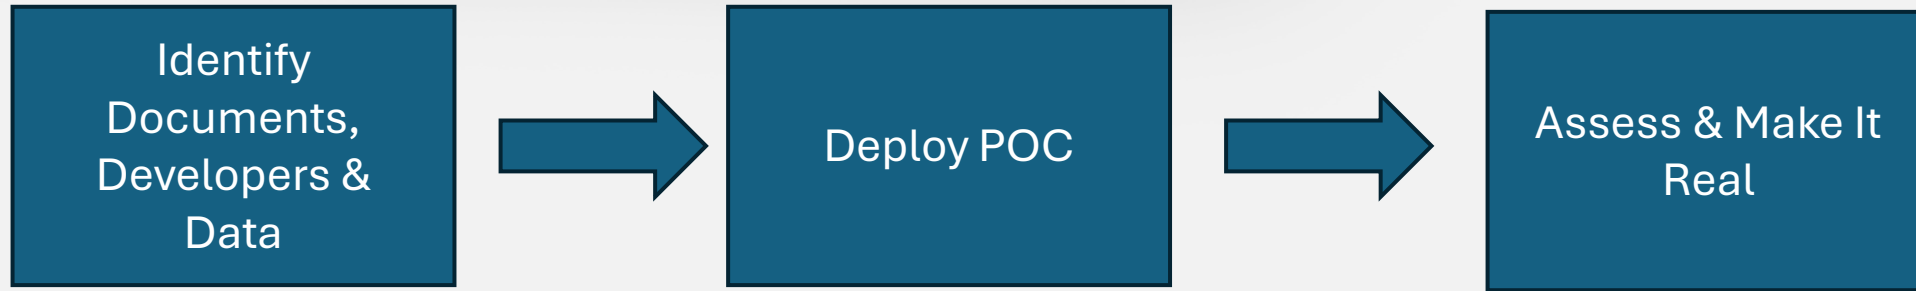 Identify
Documents,
Developers &
Data
Deploy POC
Assess & Make It
Real